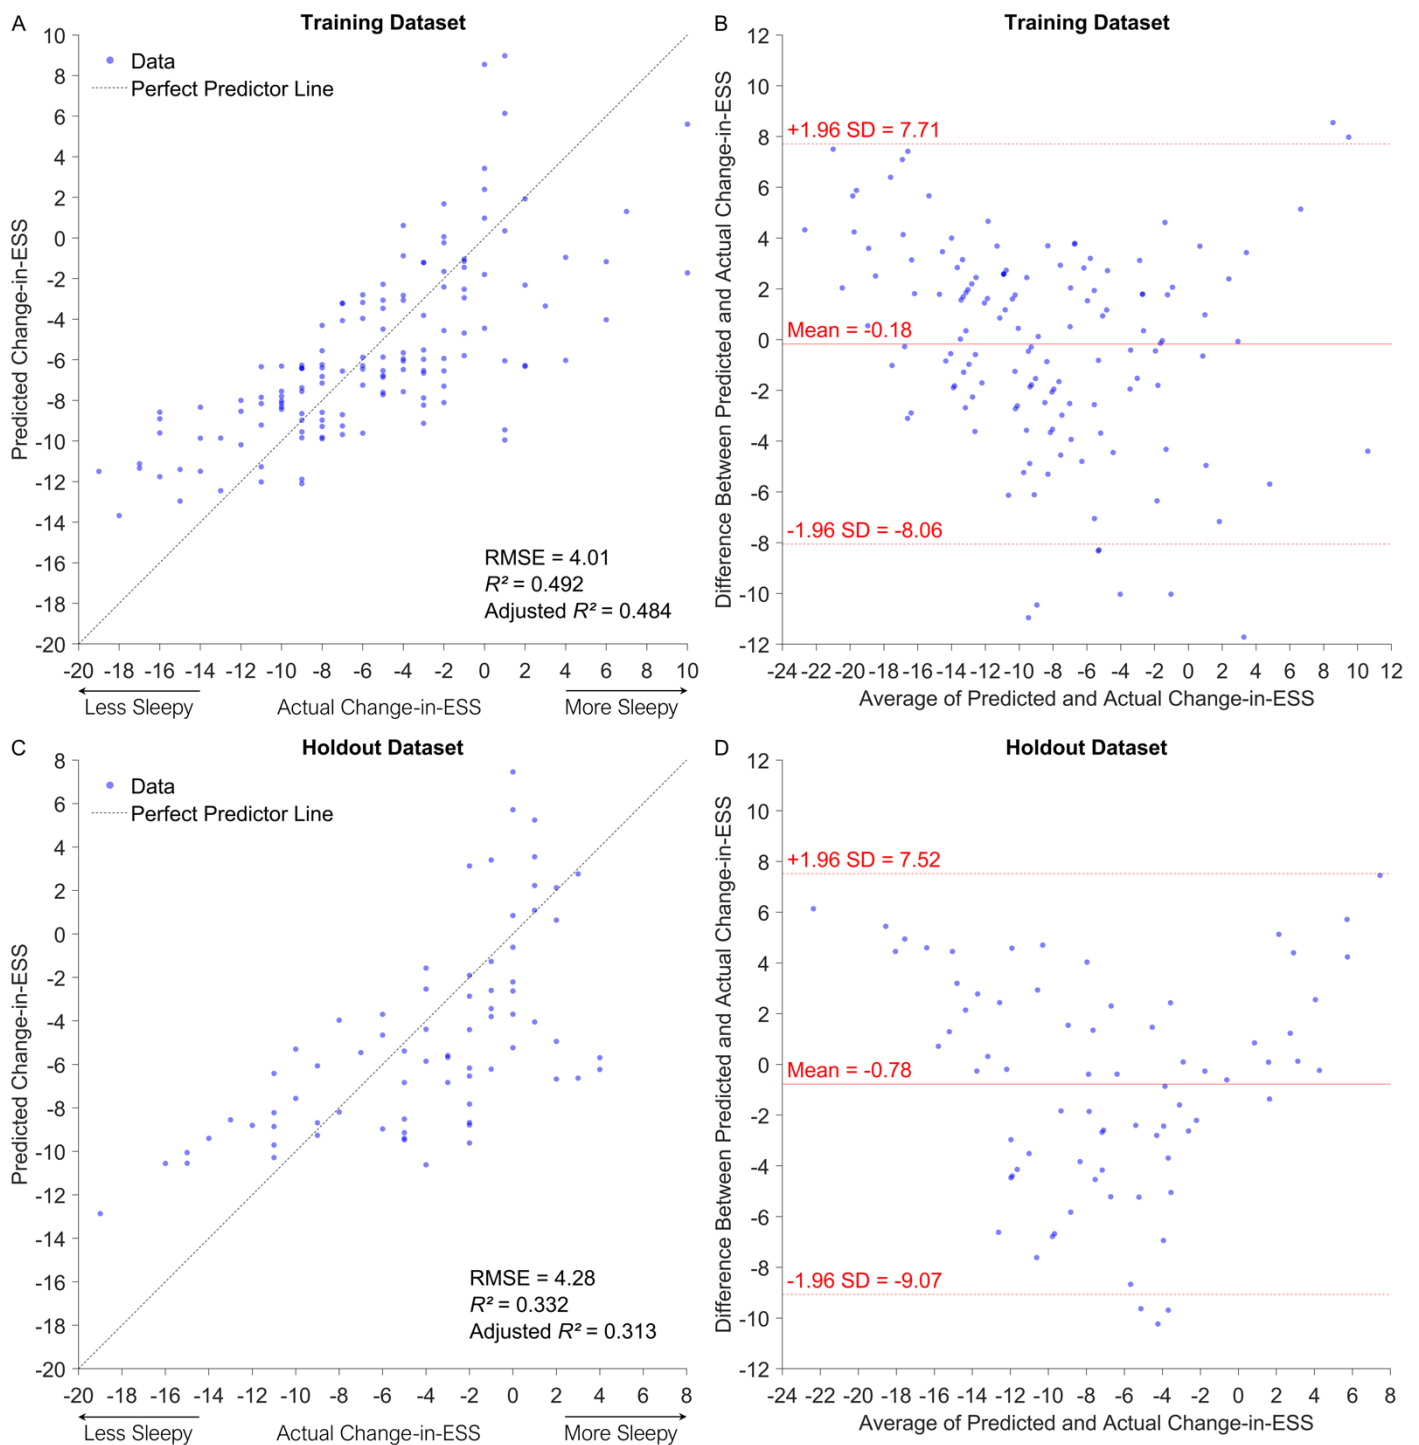 A
Training Dataset
10
8
6
4
2
0
-2
-4
-6
-8
-10
-12
-14
-16
-18
-20
Predicted Change-in-ESS
Data
Perfect Predictor Line
RMSE = 4.01
R² = 0.492
Adjusted R² = 0.484
-20 -18 -16 -14 -12 -10 -8 -6 -4 -2 0 2 4 6 8 10
Less Sleepy
Actual Change-in-ESS
More Sleepy
B
Training Dataset
12
10
8
6
4
2
0
-2
-4
-6
-8
-10
-12
Difference Between Predicted and Actual Change-in-ESS
+1.96 SD = 7.71
Mean = -0.18
-1.96 SD = -8.06
-24 -22 -20 -18 -16 -14 -12 -10 -8 -6 -4 -2 0 2 4 6 8 10 12
Average of Predicted and Actual Change-in-ESS
C
Holdout Dataset
8
6
4
2
0
-2
-4
-6
-8
-10
-12
-14
-16
-18
-20
Predicted Change-in-ESS
Data
Perfect Predictor Line
RMSE = 4.28
R² = 0.332
Adjusted R² = 0.313
-20 -18 -16 -14 -12 -10 -8 -6 -4 -2 0 2 4 6 8
Less Sleepy
Actual Change-in-ESS
More Sleepy
D
Holdout Dataset
12
10
8
6
4
2
0
-2
-4
-6
-8
-10
-12
Difference Between Predicted and Actual Change-in-ESS
+1.96 SD = 7.52
Mean = -0.78
-1.96 SD = -9.07
-24 -22 -20 -18 -16 -14 -12 -10 -8 -6 -4 -2 0 2 4 6 8
Average of Predicted and Actual Change-in-ESS